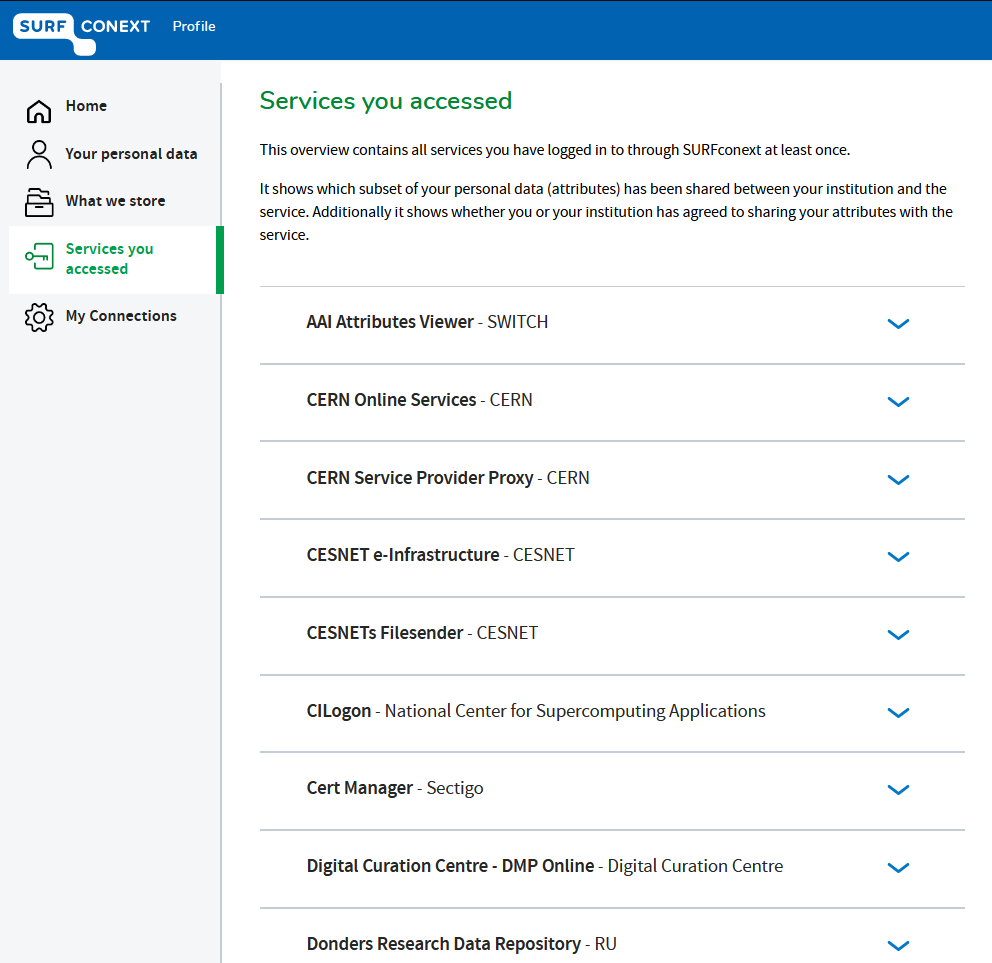 SURF CONEXT Profile
Home
Your personal data
What we store
Services you
accessed
My Connections
Services you accessed
This overview contains all services you have logged in to through SURFconext at least once.
It shows which subset of your personal data (attributes) has been shared between your institution and the
service. Additionally it shows whether you or your institution has agreed to sharing your attributes with the
service.
AAI Attributes Viewer - SWITCH
CERN Online Services - CERN
CERN Service Provider Proxy - CERN
CESNET e-Infrastructure - CESNET
CESNETs Filesender - CESNET
CILogon - National Center for Supercomputing Applications
Cert Manager - Sectigo
Digital Curation Centre - DMP Online - Digital Curation Centre
Donders Research Data Repository - RU